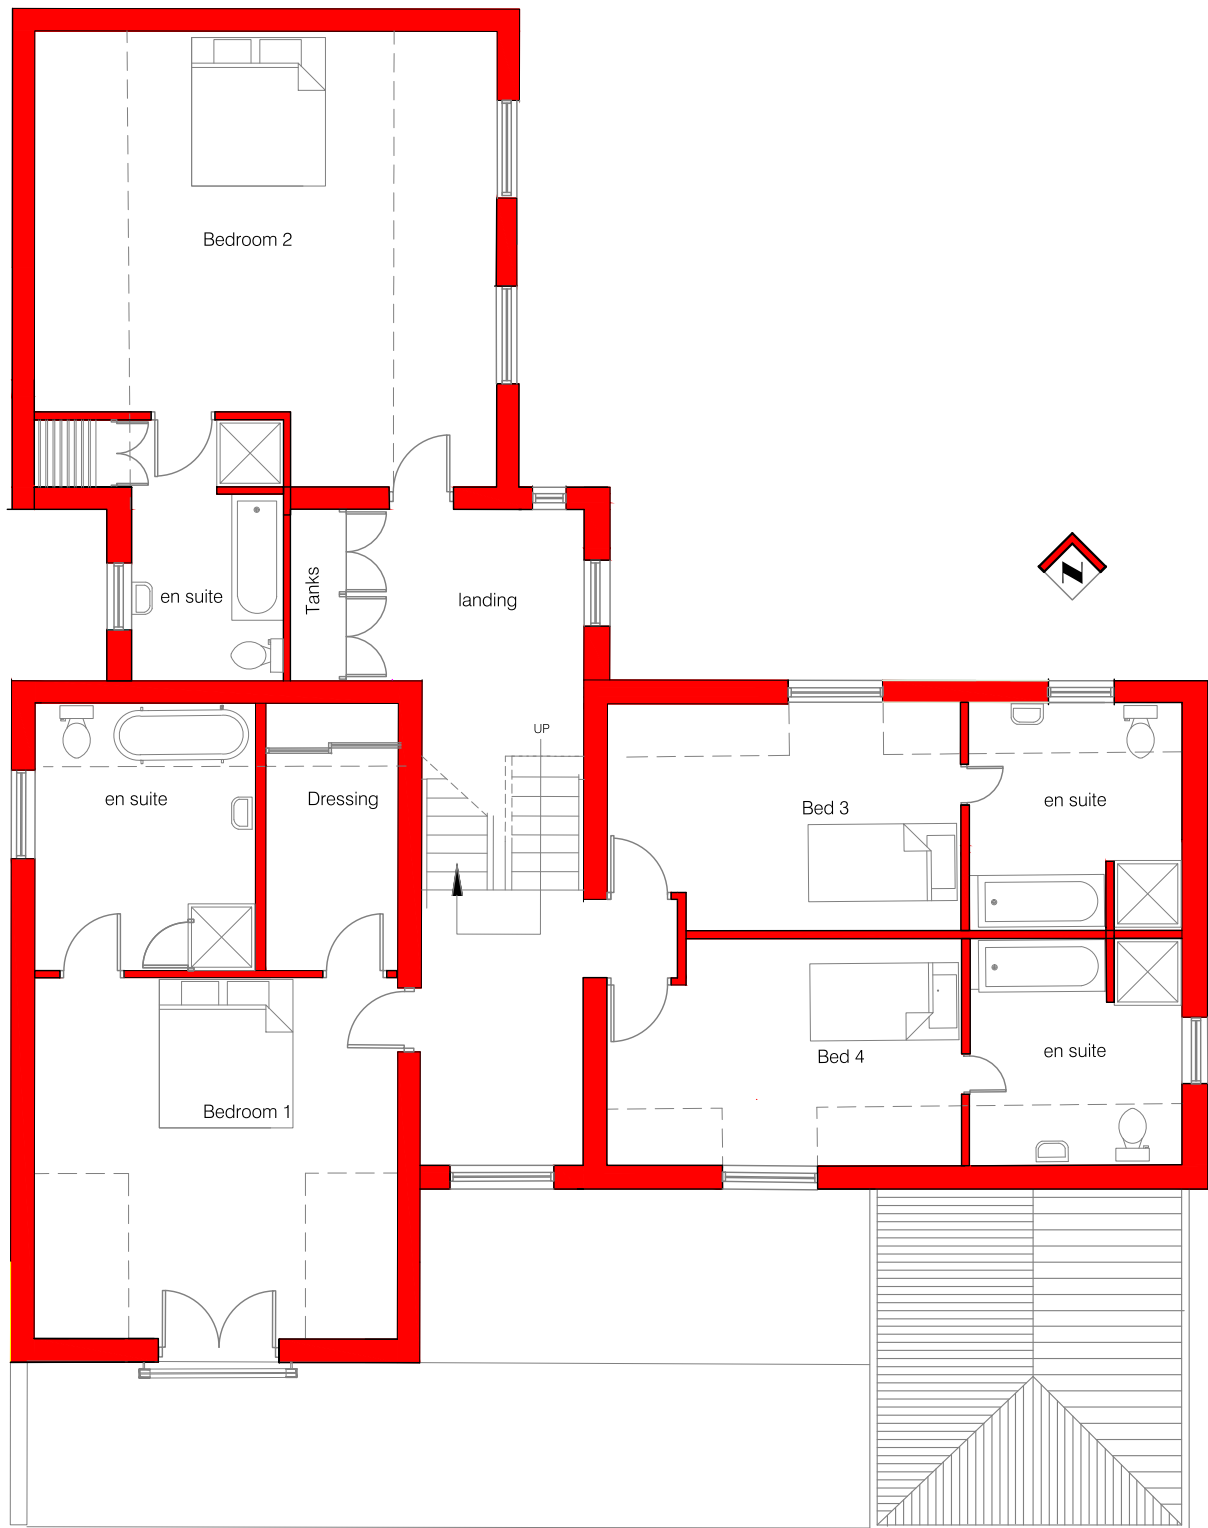 Bedroom 2
en suite
Tanks
landing
UP
en suite
Dressing
Bed 3
en suite
Bedroom 1
Bed 4
en suite
N